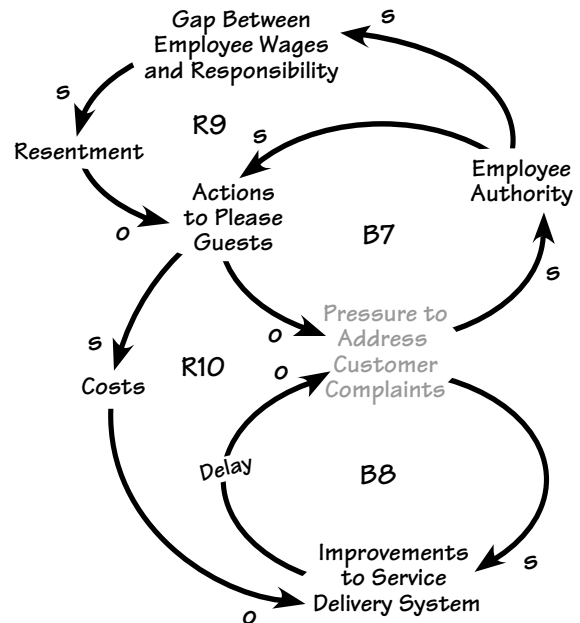 s
Gap Between
Employee Wages
and Responsibility
s
R9
s
Resentment
Employee
Authority
Actions
to Please
Guests
o
B7
s
Pressure to
Address
Customer
Complaints
o
s
R10
o
Costs
Delay
B8
Improvements
to Service
Delivery System
s
o